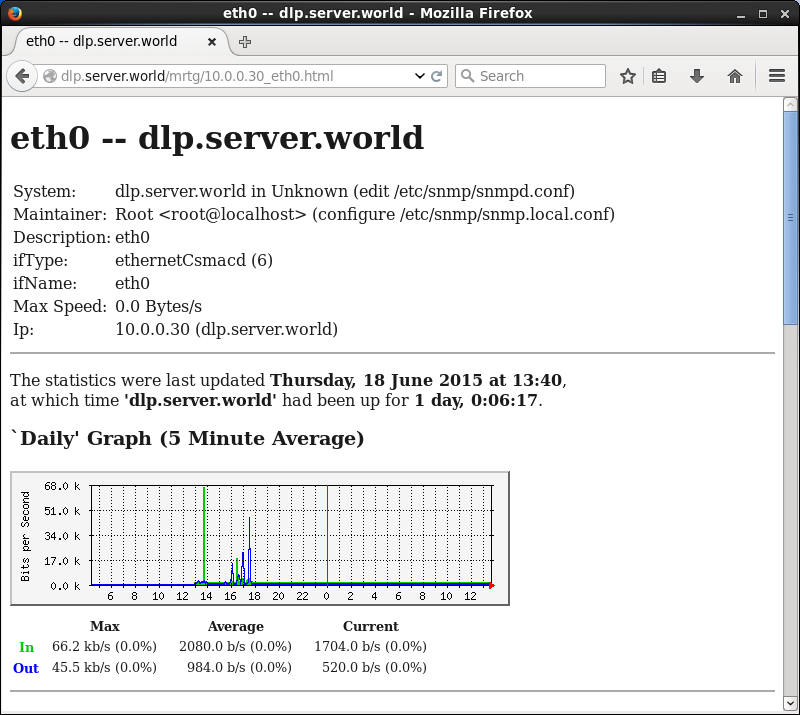 eth0 -- dlp.server.world - Mozilla Firefox
eth0 -- dlp.server.world
dlp.server.world/mrtg/10.0.0.30_eth0.html
Search
eth0 -- dlp.server.world
System: dlp.server.world in Unknown (edit /etc/snmp/snmpd.conf)
Maintainer: Root <root@localhost> (configure /etc/snmp/snmp.local.conf)
Description: eth0
ifType: ethernetCsmacd (6)
ifName: eth0
Max Speed: 0.0 Bytes/s
Ip: 10.0.0.30 (dlp.server.world)
The statistics were last updated Thursday, 18 June 2015 at 13:40,
at which time 'dlp.server.world' had been up for 1 day, 0:06:17.
`Daily' Graph (5 Minute Average)
Bits per Second
68.0 k
51.0 k
34.0 k
17.0 k
0.0 k
6 8 10 12 14 16 18 20 22 0 2 4 6 8 10 12
Max Average Current
In 66.2 kb/s (0.0%) 2080.0 b/s (0.0%) 1704.0 b/s (0.0%)
Out 45.5 kb/s (0.0%) 984.0 b/s (0.0%) 520.0 b/s (0.0%)